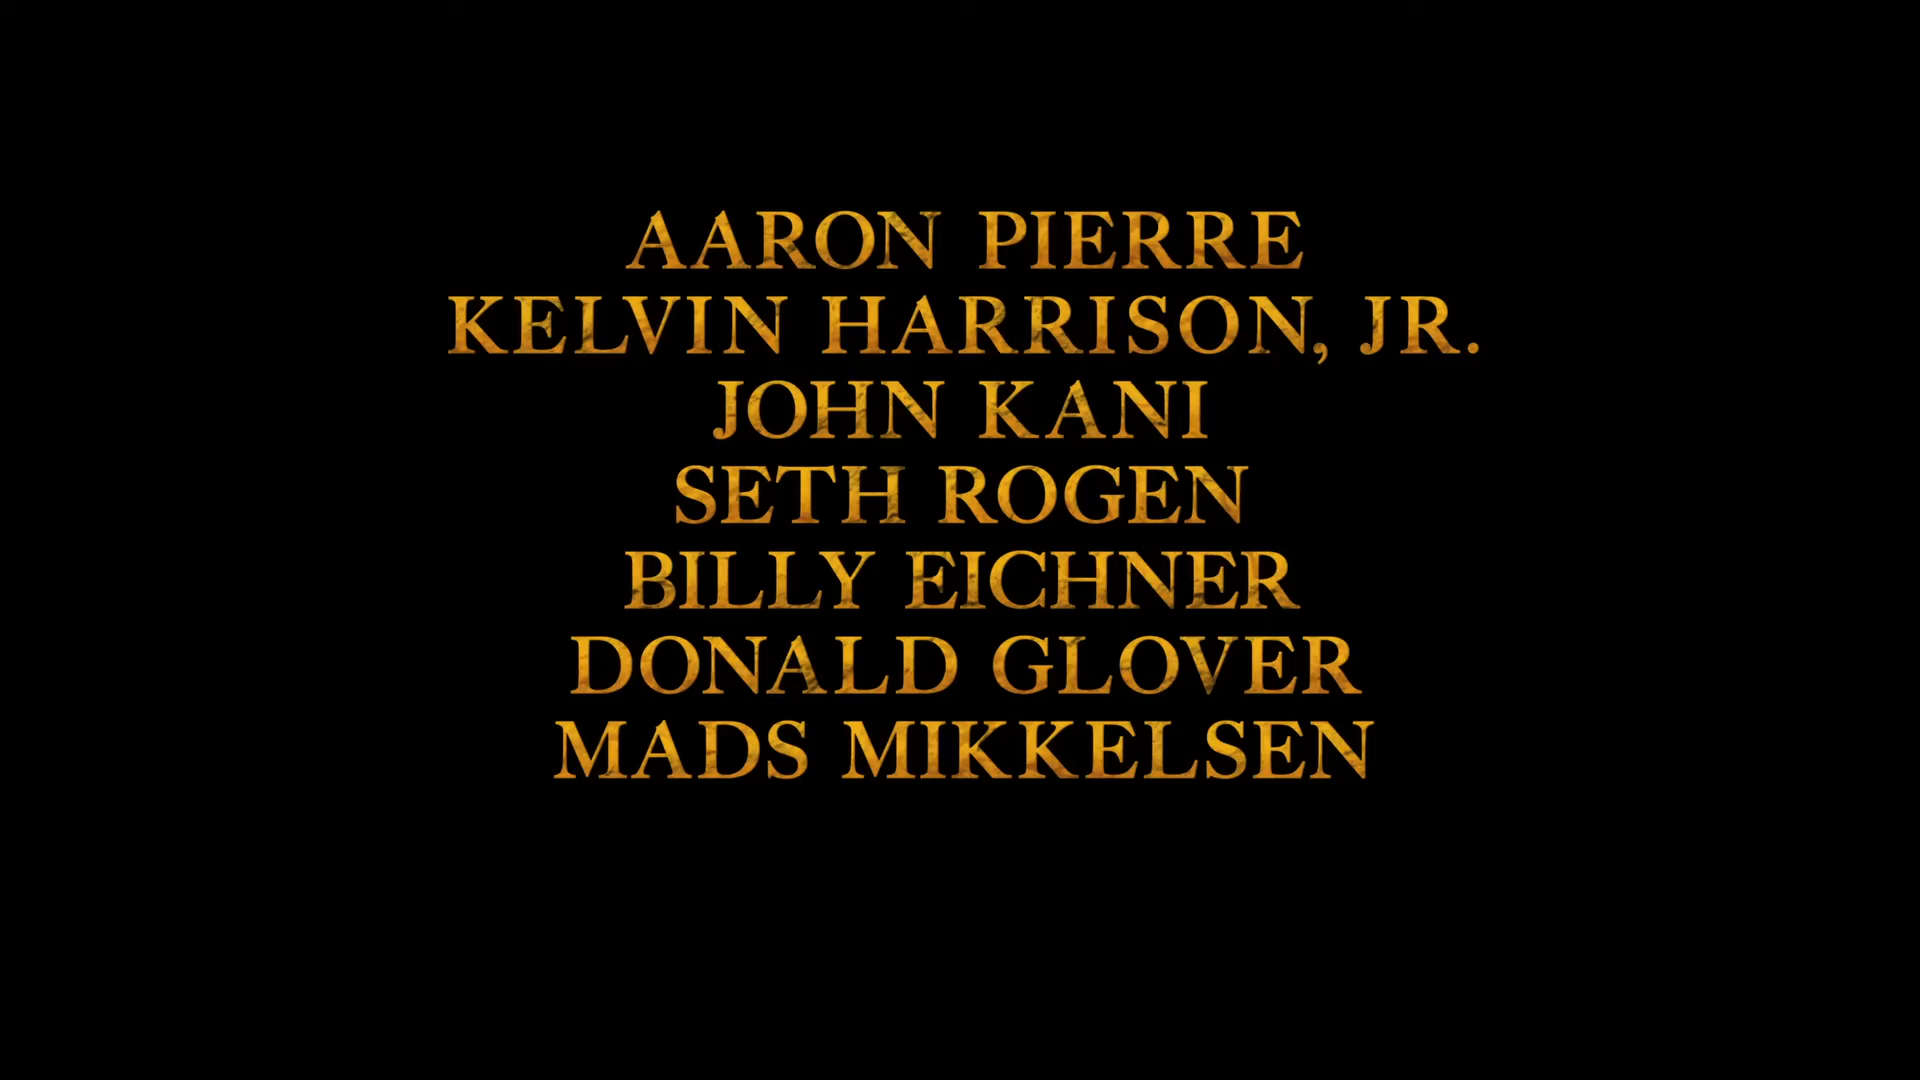 AARON PIERRE
KELVIN HARRISON, JR.
JOHN KANI
SETH ROGEN
BILLY EICHNER
DONALD GLOVER
MADS MIKKELSEN